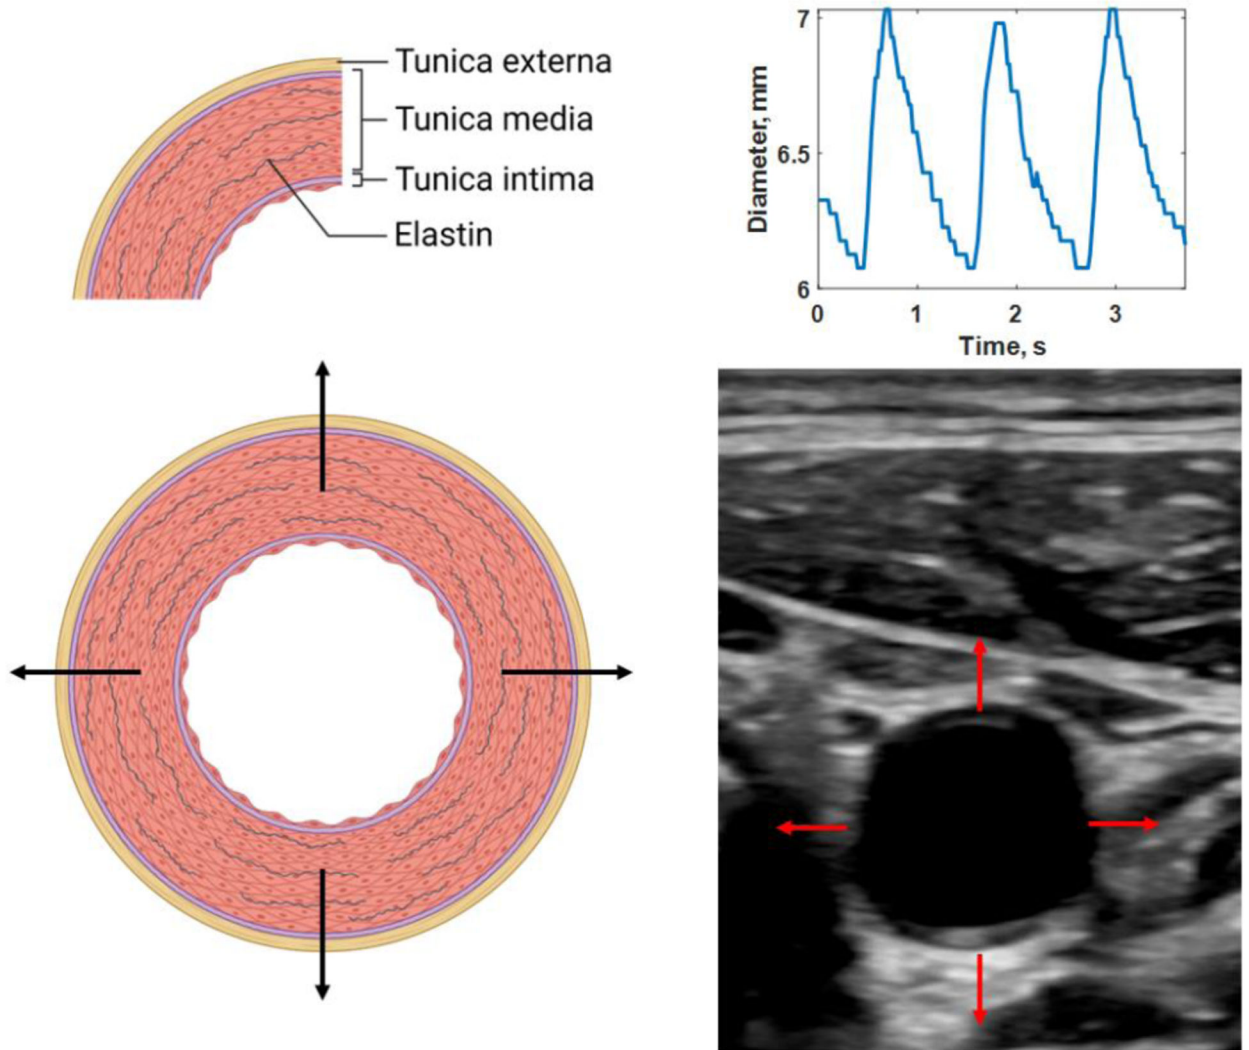 Tunica externa
Tunica media
Tunica intima
Elastin
7
6.5
6
Diameter, mm
0 1 2 3
Time, s